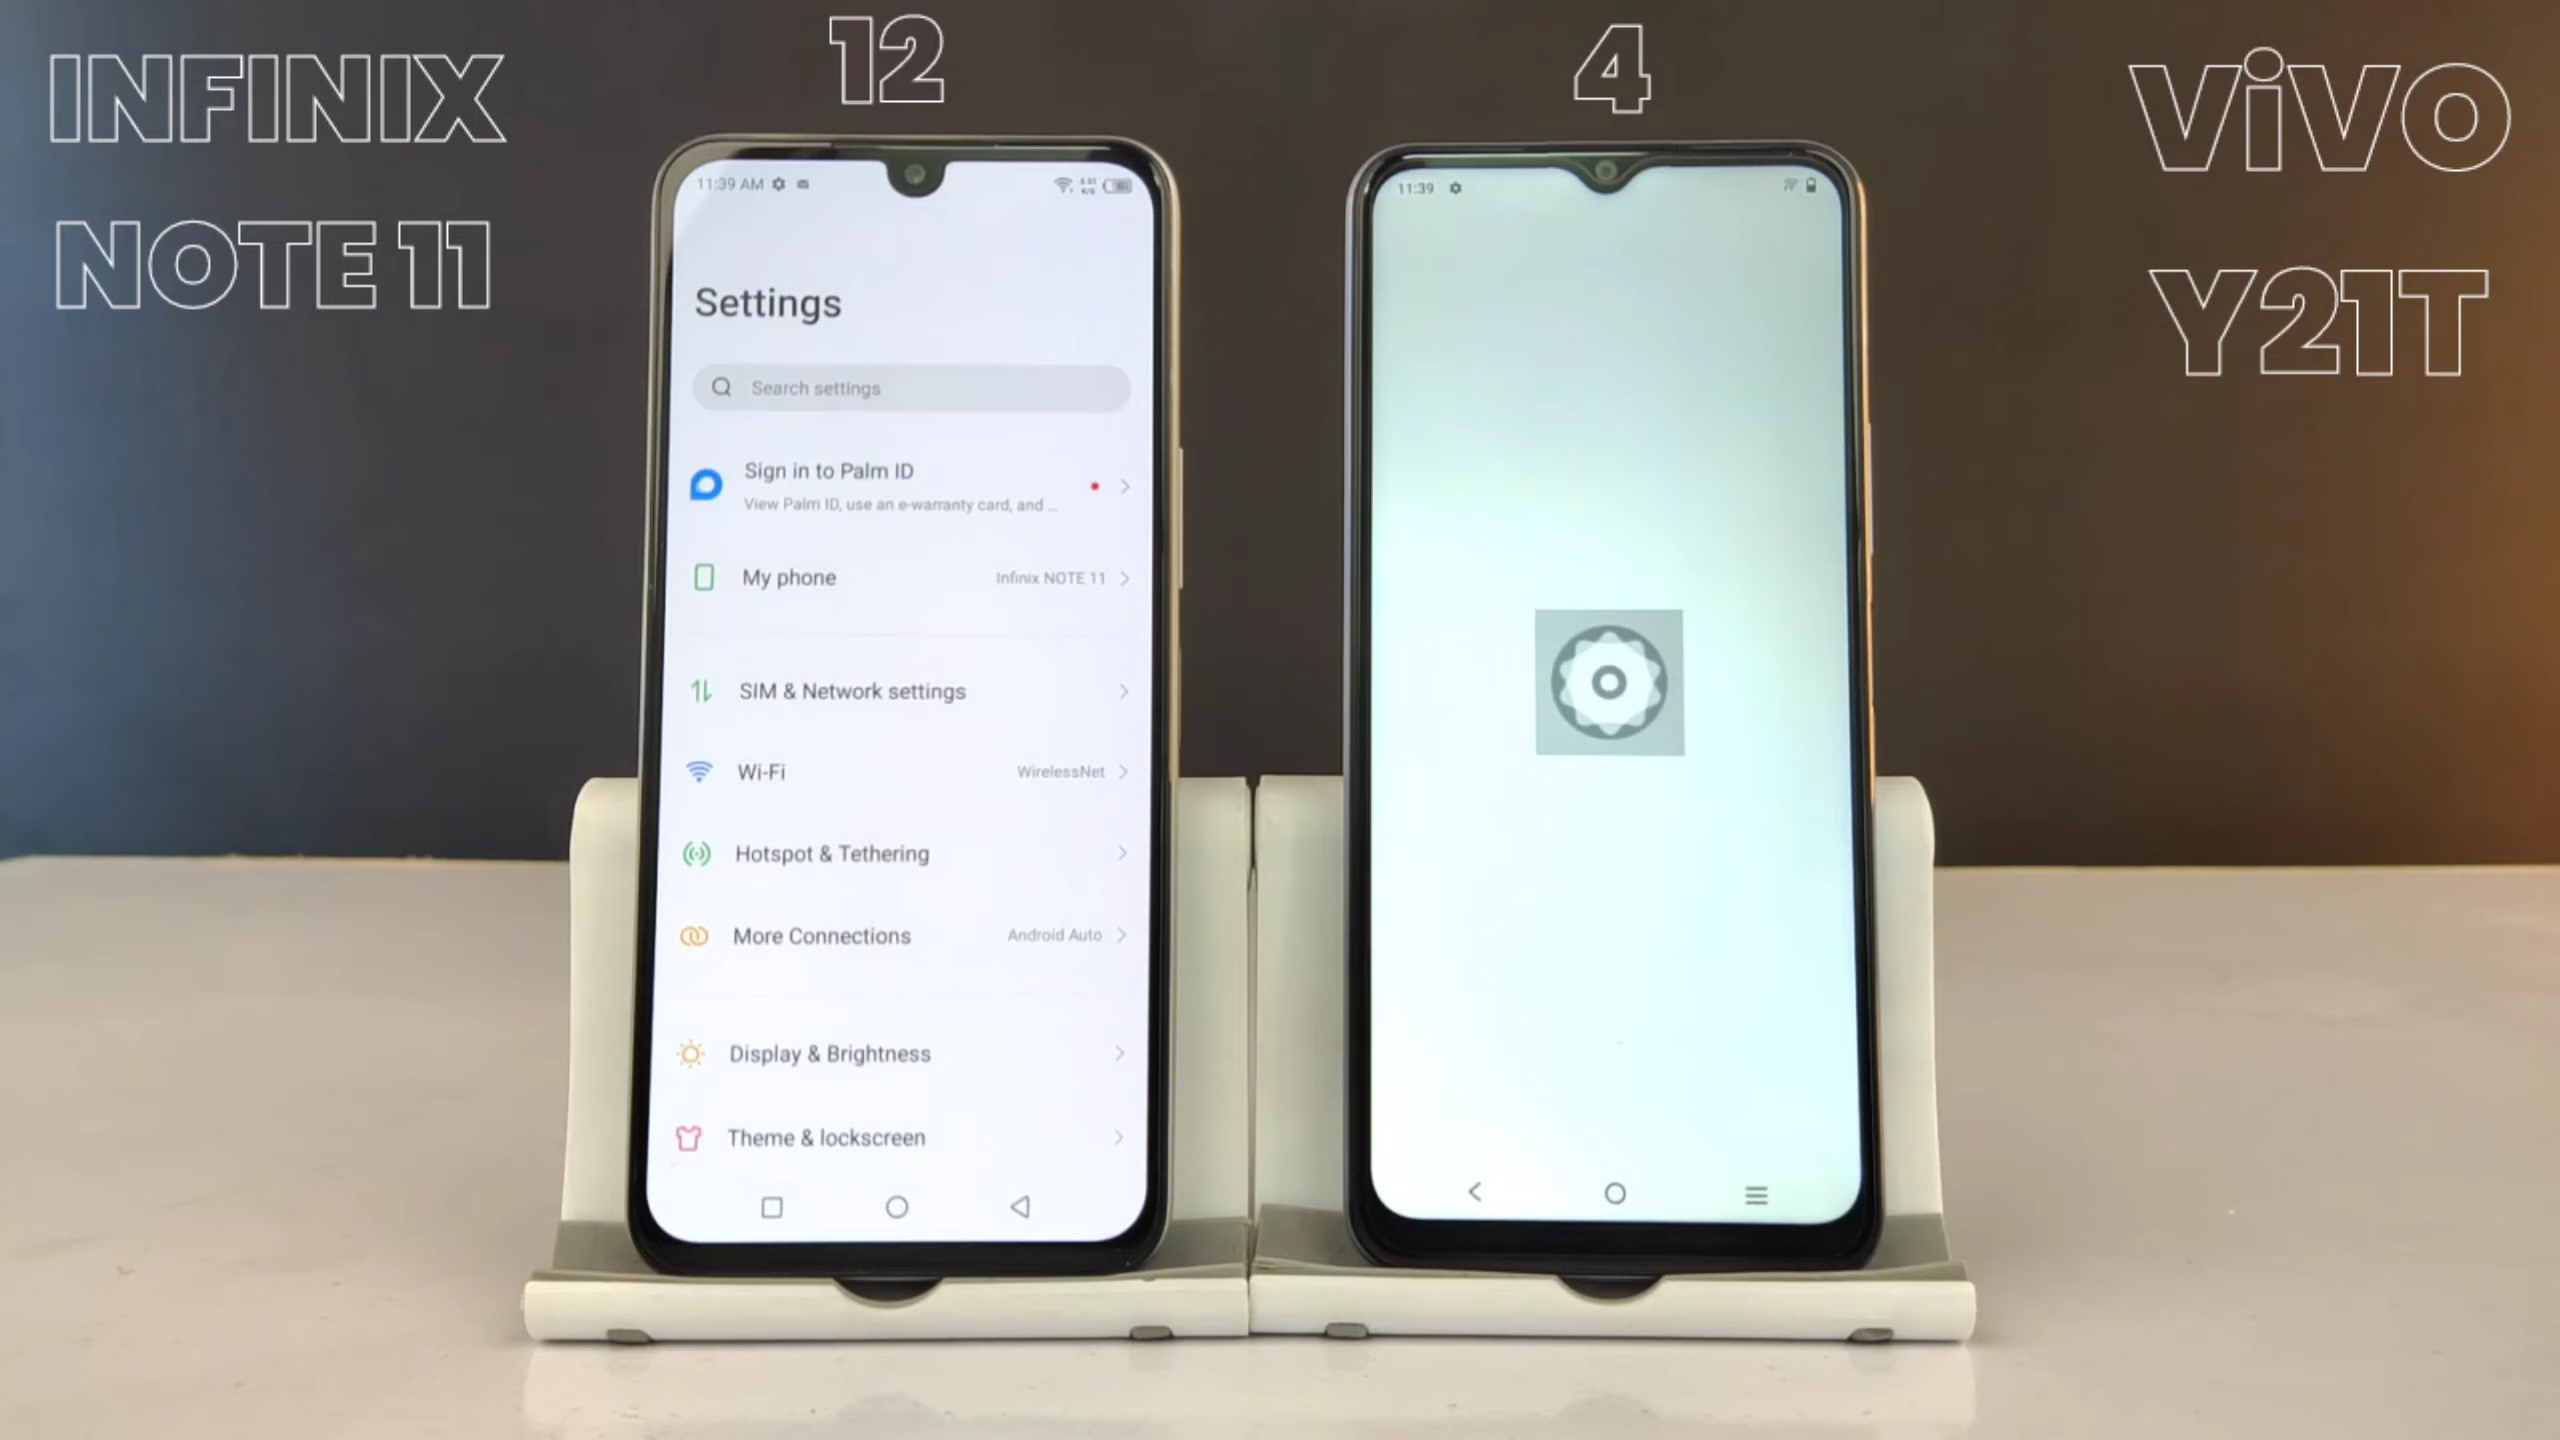 INFINIX
NOTE 11
12
4
ViVO
Y21T
11:39 AM
Settings
Search settings
Sign in to Palm ID
View Palm ID, use an e-warranty card, and ...
My phone
Infinix NOTE 11
SIM & Network settings
Wi-Fi
WirelessNet
Hotspot & Tethering
More Connections
Android Auto
Display & Brightness
Theme & lockscreen
11:39